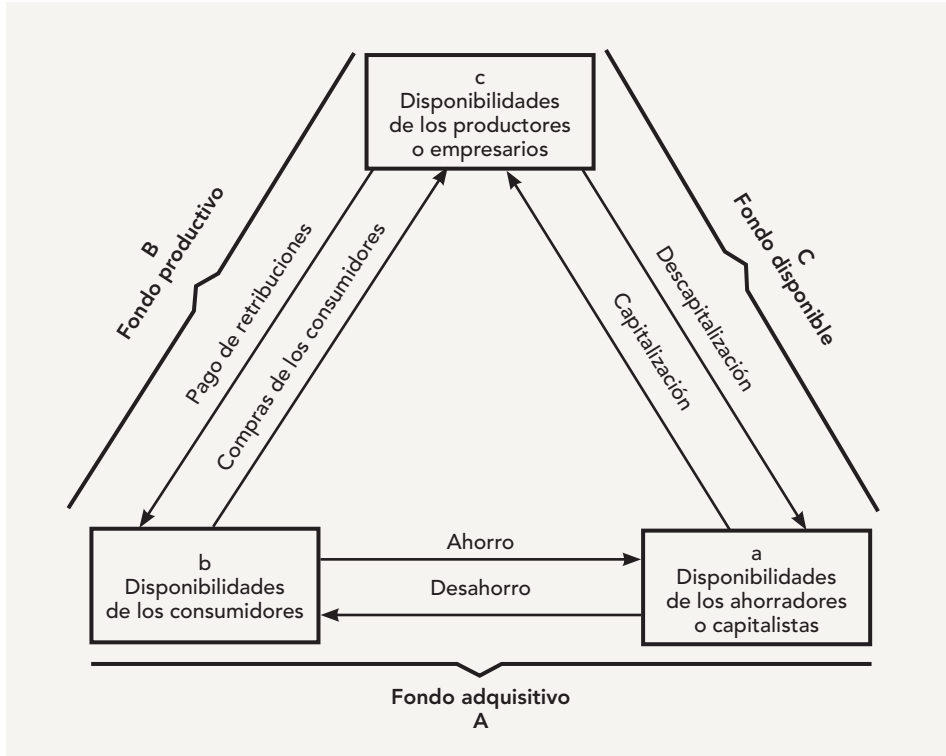 c
Disponibilidades
de los productores
o empresarios
B
Fondo productivo
C
Fondo disponible
Pago de retribuciones
Compras de los consumidores
Capitalización
Descapitalización
b
Disponibilidades
de los consumidores
Ahorro
Desahorro
a
Disponibilidades
de los ahorradores
o capitalistas
Fondo adquisitivo
A